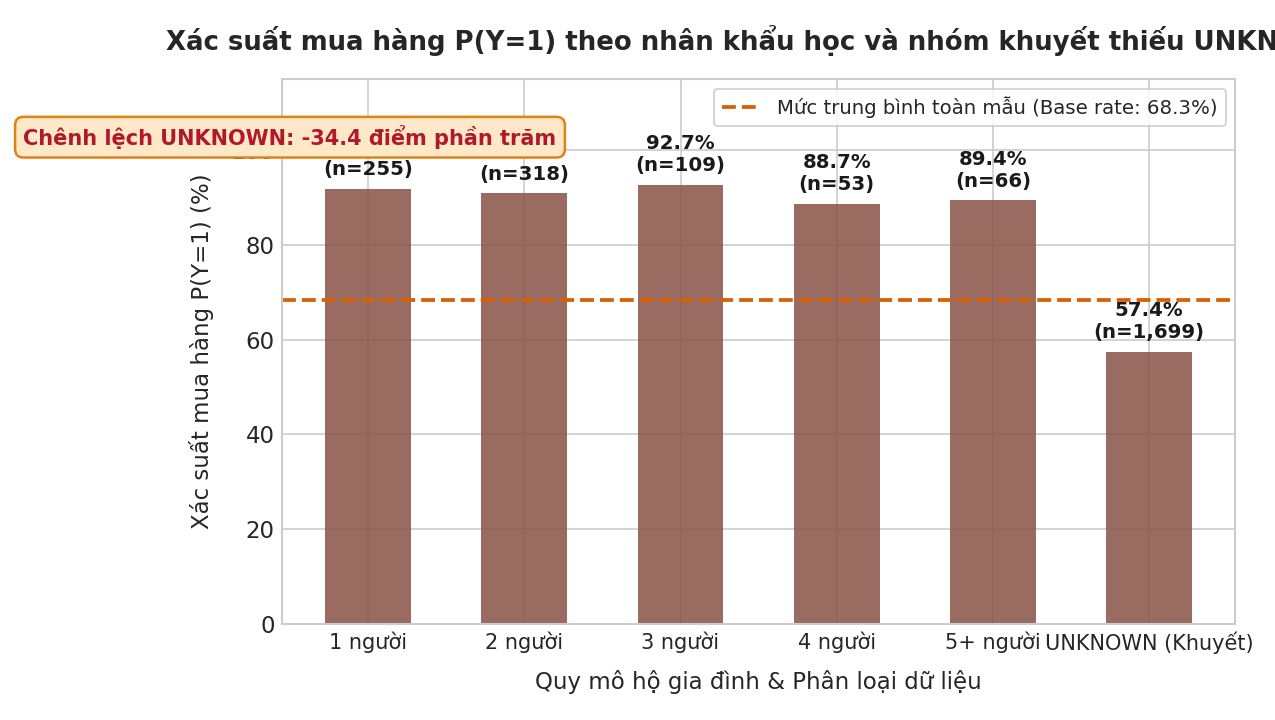 Xác suất mua hàng P(Y=1) theo nhân khẩu học và nhóm khuyết thiếu UNKN
Mức trung bình toàn mẫu (Base rate: 68.3%)
Chênh lệch UNKNOWN: -34.4 điểm phần trăm
(n=255)
(n=318)
92.7%
(n=109)
88.7%
(n=53)
89.4%
(n=66)
57.4%
(n=1,699)
Xác suất mua hàng P(Y=1) (%)
80
60
40
20
0
1 người
2 người
3 người
4 người
5+ người
UNKNOWN (Khuyết)
Quy mô hộ gia đình & Phân loại dữ liệu